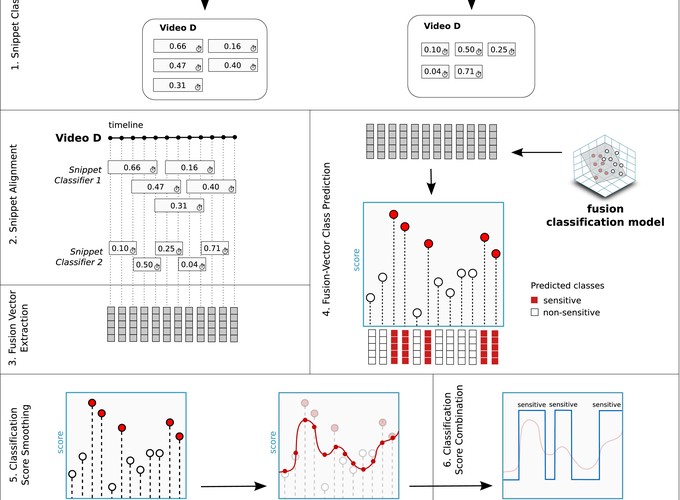 1. Snippet Clas
Video D
0.66 0.16
0.47 0.40
0.31
Video D
0.10 0.50 0.25
0.04 0.71
2. Snippet Alignment
timeline
Video D
Snippet
Classifier 1
0.66 0.16
0.47 0.40
0.31
Snippet
Classifier 2
0.10 0.25 0.71
0.50 0.04
3. Fusion Vector
Extraction
4. Fusion-Vector Class Prediction
fusion
classification model
score
Predicted classes
sensitive
non-sensitive
5. Classification
Score Smoothing
score
score
6. Classification
Score Combination
sensitive sensitive sensitive